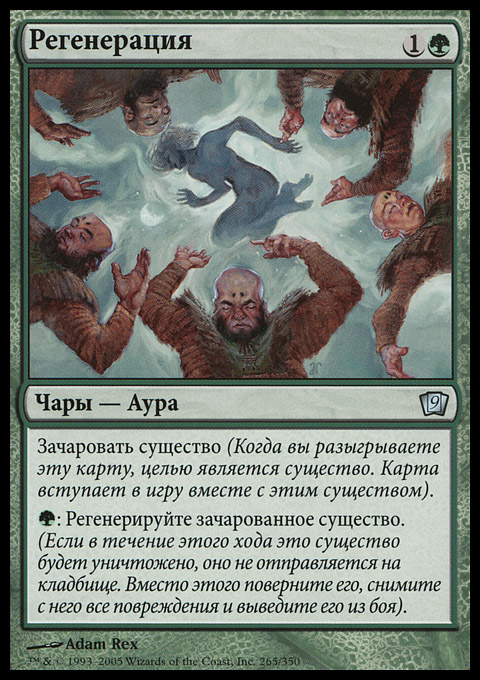 Регенерация
1
Чары — Аура
9
Зачаровать существо (Когда вы разыгрываете
эту карту, целью является существо. Карта
вступает в игру вместе с этим существом).
: Регенерируйте зачарованное существо.
(Если в течение этого хода это существо
будет уничтожено, оно не отправляется на
кладбище. Вместо этого поверните его, снимите
с него все повреждения и выведите его из боя).
Adam Rex
™ & © 1993–2005 Wizards of the Coast, Inc. 265/350